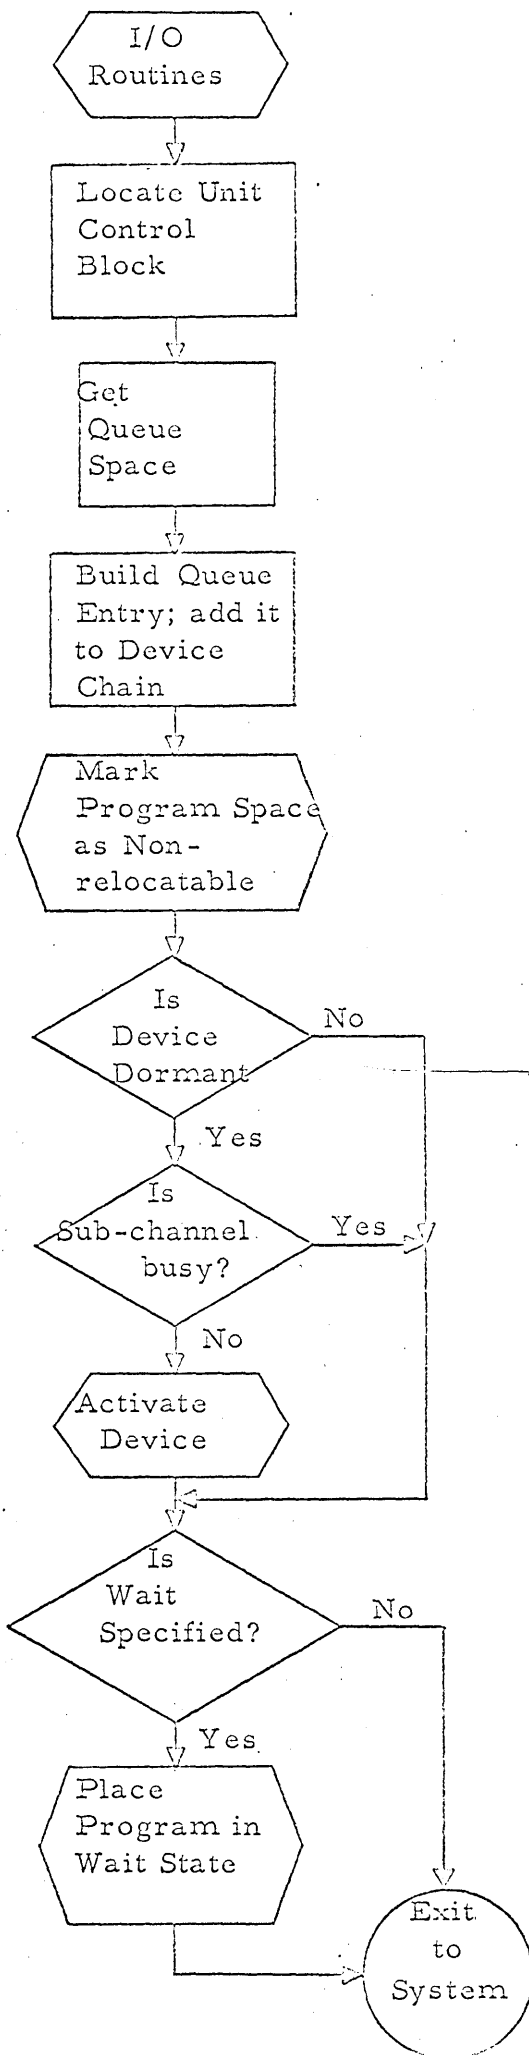 I/O
Routines
Locate Unit
Control
Block
Get
Queue
Space
Build Queue
Entry; add it
to Device
Chain
Mark
Program Space
as Non-
relocatable
Is
Device
Dormant
No
Yes
Is
Sub-channel
busy?
Yes
No
Activate
Device
Is
Wait
Specified?
No
Yes
Place
Program in
Wait State
Exit
to
System